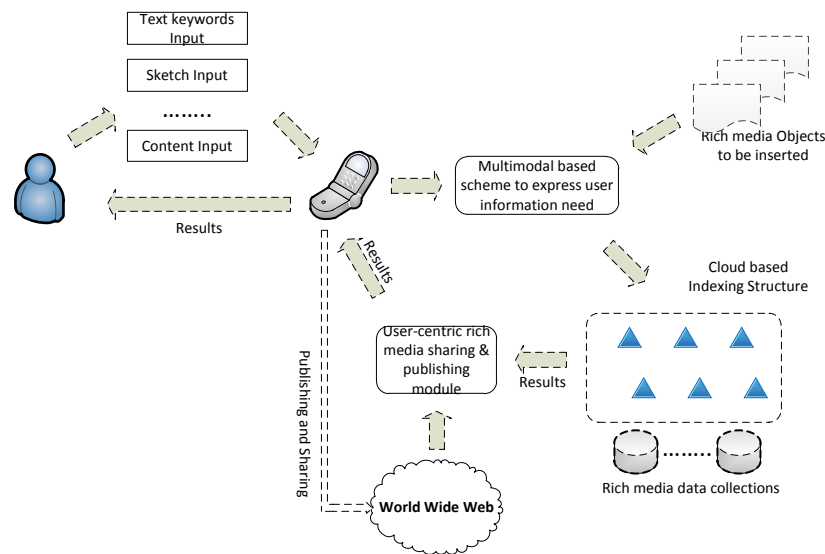 Text keywords
Input
Sketch Input
........
Content Input
Rich media Objects
to be inserted
Multimodal based
scheme to express user
information need
Results
Results
Cloud based
Indexing Structure
User-centric rich
media sharing &
publishing
module
Results
Publishing and Sharing
........
Rich media data collections
World Wide Web